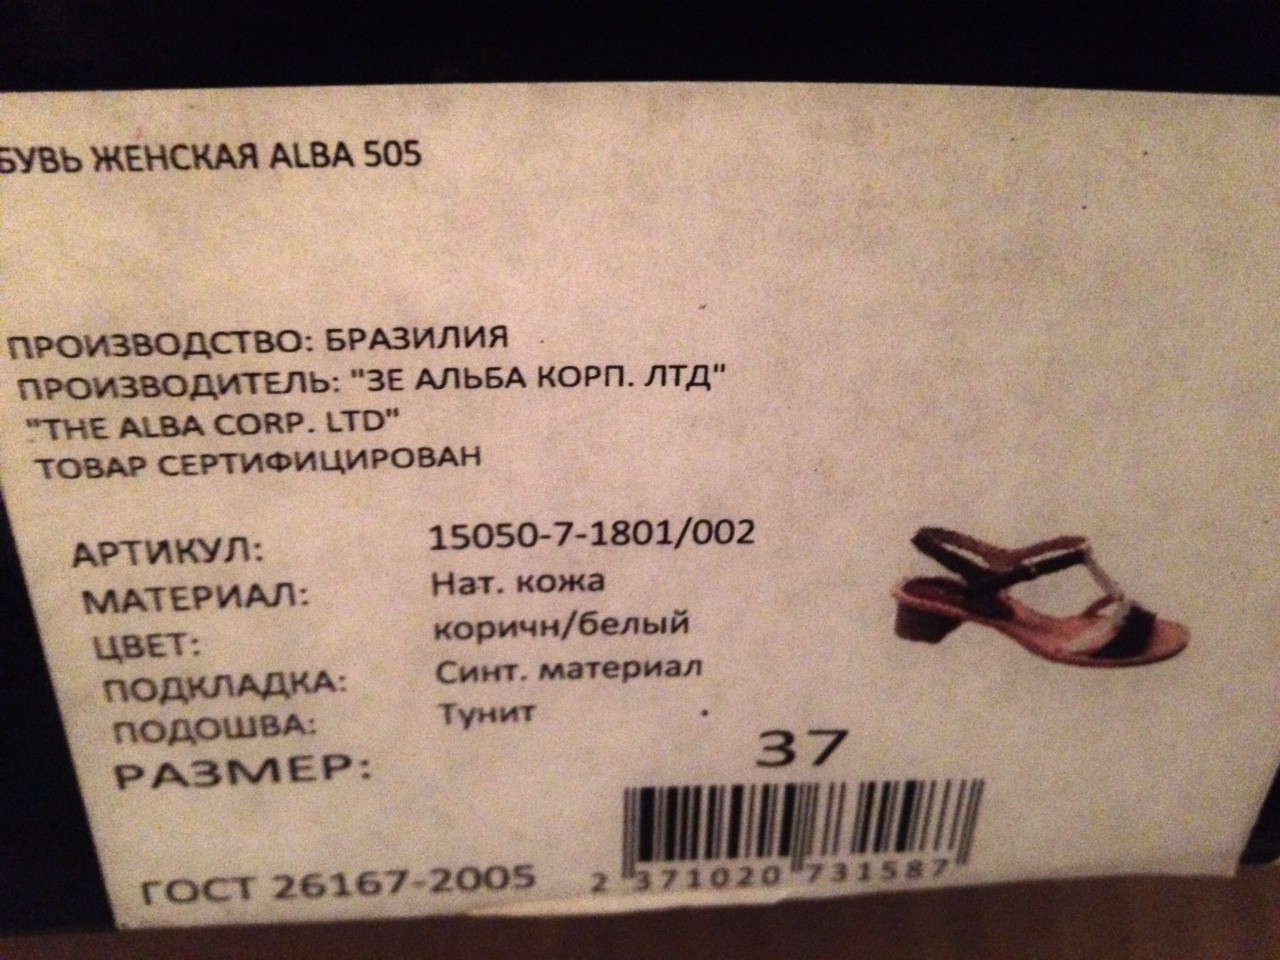 БУВЬ ЖЕНСКАЯ ALBA 505
ПРОИЗВОДСТВО: БРАЗИЛИЯ
ПРОИЗВОДИТЕЛЬ: "ЗЕ АЛЬБА КОРП. ЛТД"
"THE ALBA CORP. LTD"
ТОВАР СЕРТИФИЦИРОВАН
АРТИКУЛ: 15050-7-1801/002
МАТЕРИАЛ: Нат. кожа
ЦВЕТ: коричн/белый
ПОДКЛАДКА: Синт. материал
ПОДОШВА: Тунит
РАЗМЕР: 37
ГОСТ 26167-2005 2 371020 731587